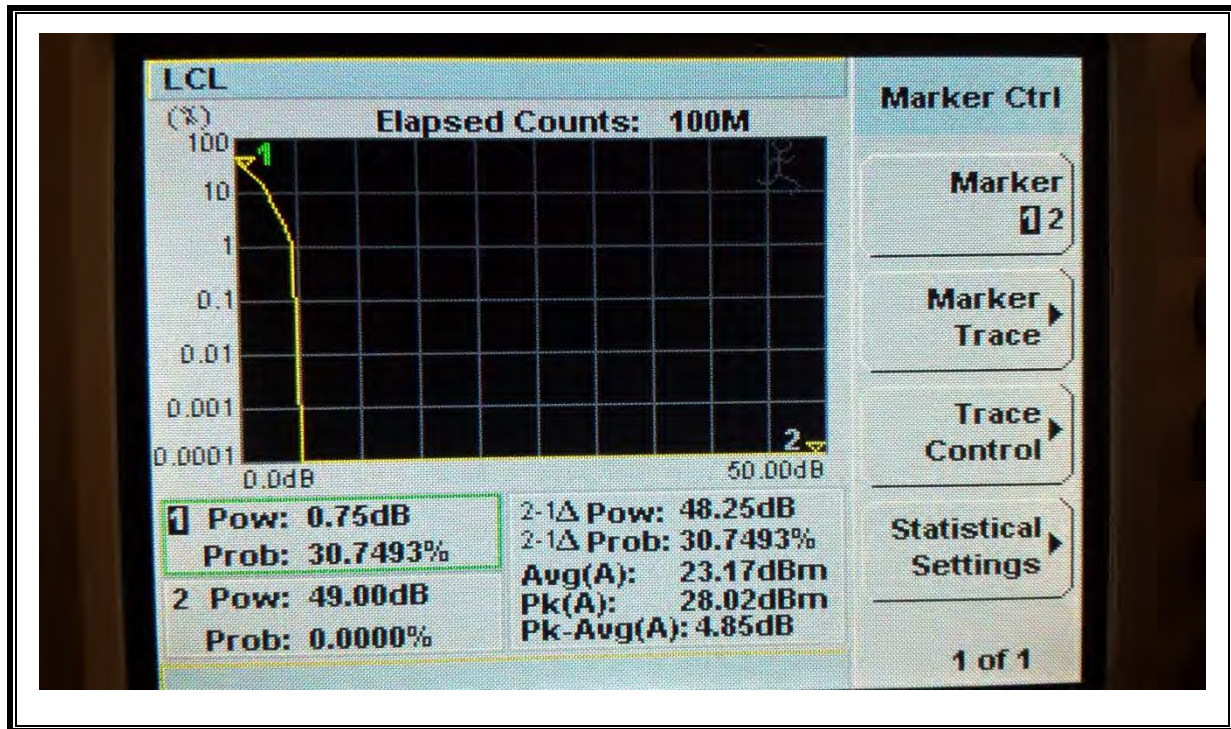 LCL
(%)
Elapsed Counts: 100M
100
10
1
0.1
0.01
0.001
0.0001
1
2
0.0dB
50.00dB
1 Pow: 0.75dB
Prob: 30.7493%
2 Pow: 49.00dB
Prob: 0.0000%
2-1Δ Pow: 48.25dB
2-1Δ Prob: 30.7493%
Avg(A): 23.17dBm
Pk(A): 28.02dBm
Pk-Avg(A): 4.85dB
Marker Ctrl
Marker
1 2
Marker
Trace
Trace
Control
Statistical
Settings
1 of 1